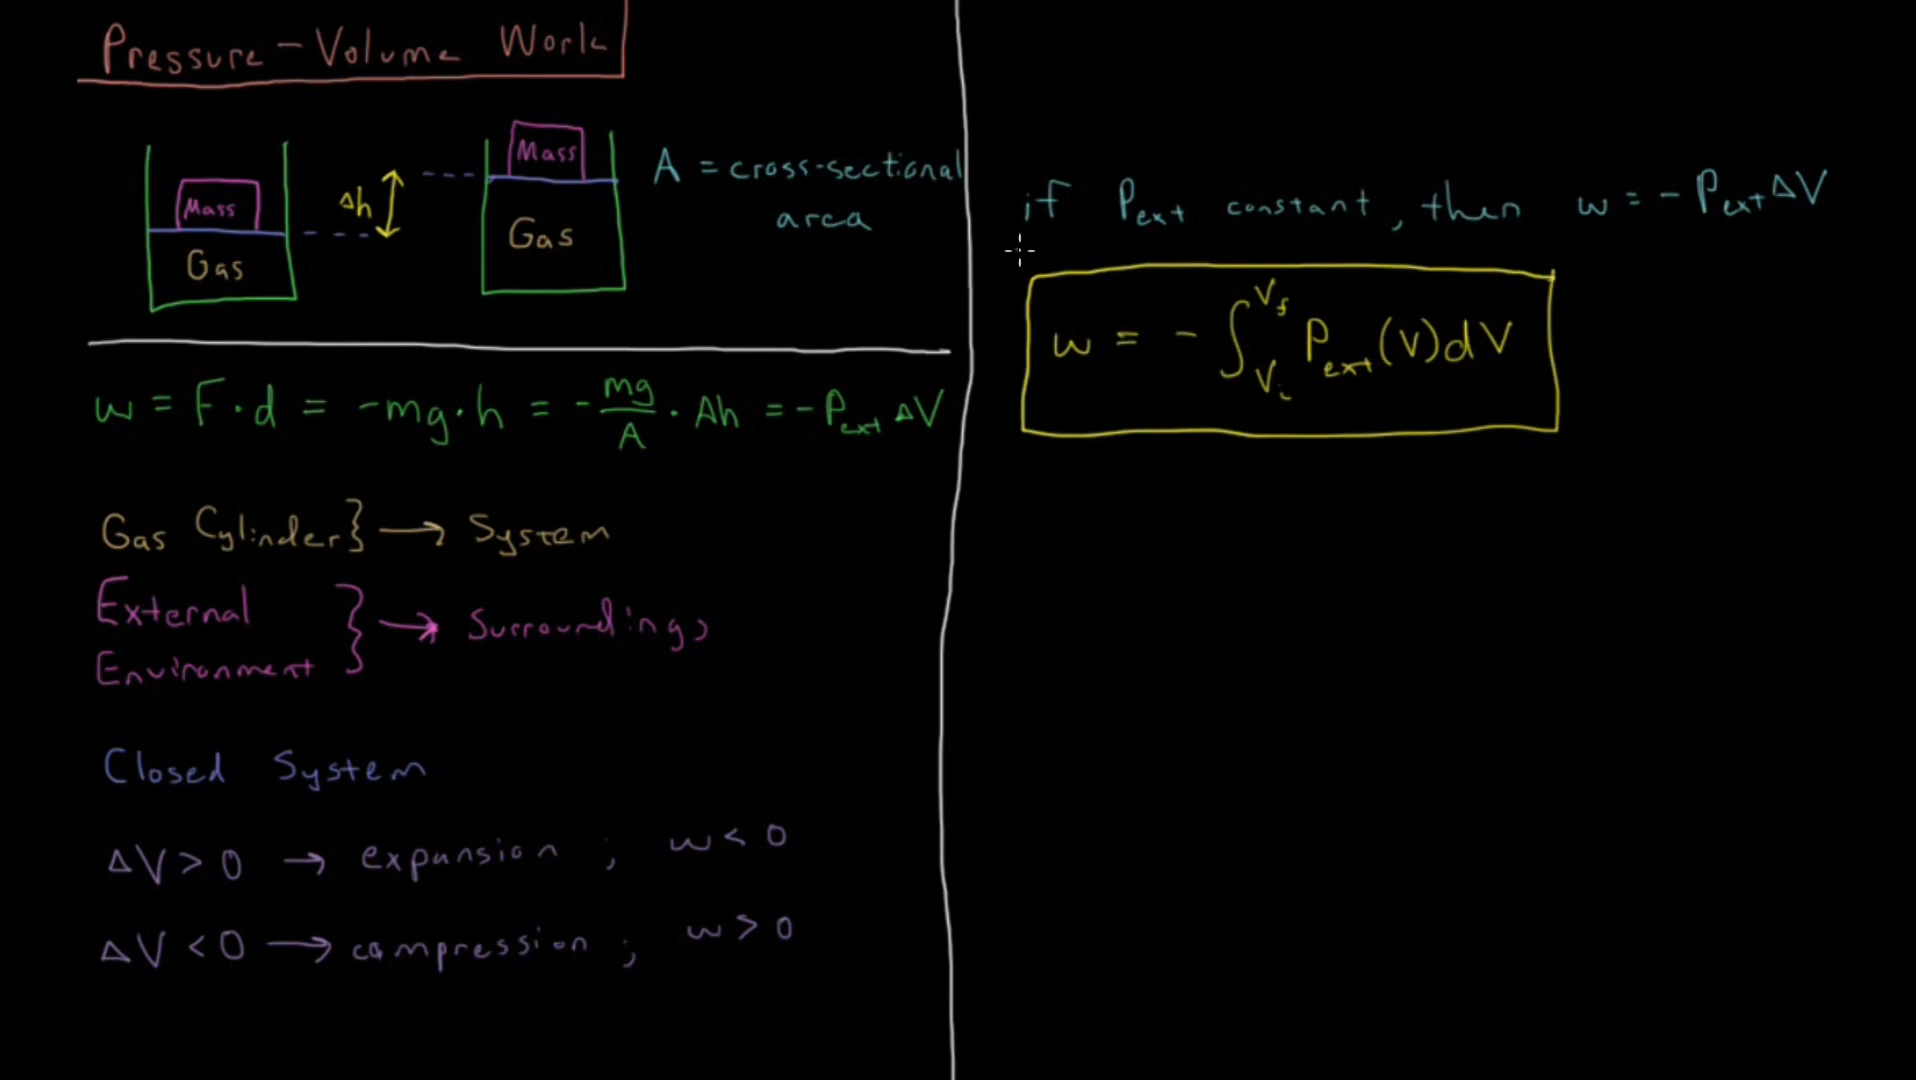 Pressure-Volume Work
Mass
Gas
Δh
Mass
Gas
A = cross-sectional
area
w = F·d = -mg·h = -mg/A · Ah = -Pext ΔV
Gas Cylinder} → System
External
Environment
} → Surroundings
Closed System
ΔV > 0 → expansion ; w < 0
ΔV < 0 → compression ; w > 0
if Pext constant, then w = -Pext ΔV
w = - ∫ Vi Vf Pext(V)dV